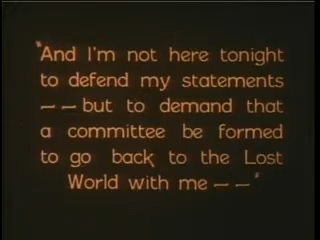 "And I'm not here tonight
to defend my statements
——but to demand that
a committee be formed
to go back to the Lost
World with me——"